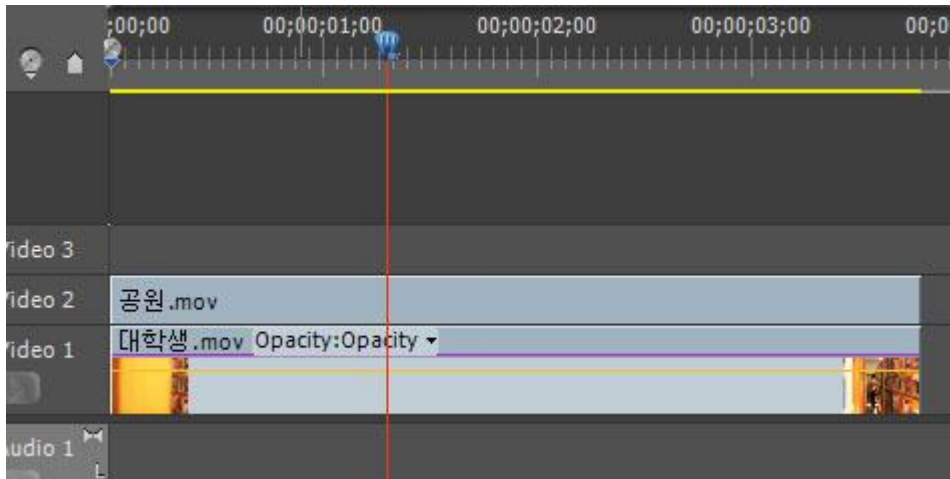 ;00;00 00;00;01;00 00;00;02;00 00;00;03;00 00;0
Video 3
Video 2 공원.mov
대학생.mov Opacity:Opacity
Video 1
Audio 1